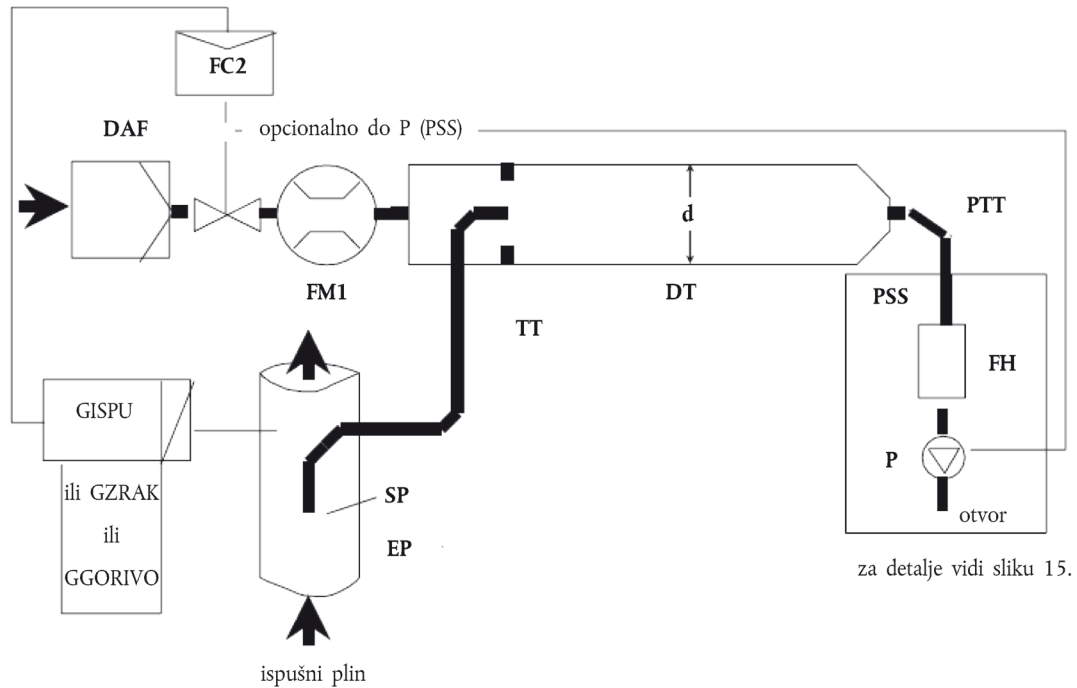 FC2
DAF
opcionalno do P (PSS)
d
PTT
FM1
DT
PSS
TT
FH
GISPU
P
ili GZRAK
ili
GGORIVO
SP
otvor
EP
za detalje vidi sliku 15.
ispušni plin